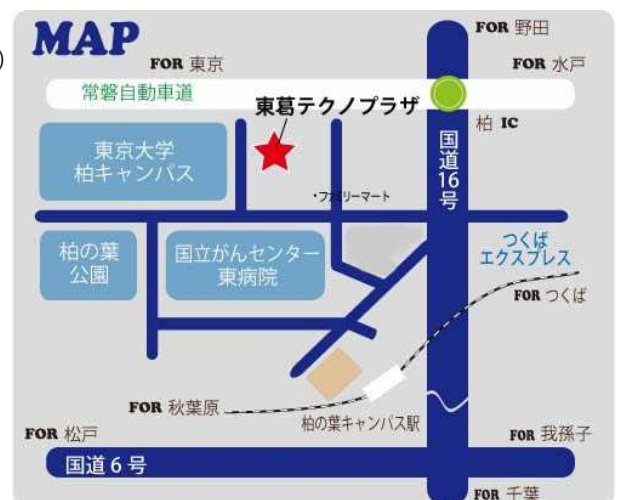 )
MAP
FOR 野田
FOR 東京
FOR 水戸
常磐自動車道
東葛テクノプラザ
柏 IC
東京大学
柏キャンパス
国道16号
・ファミリーマート
柏の葉
公園
国立がんセンター
東病院
つくば
エクスプレス
FOR つくば
FOR 秋葉原
柏の葉キャンパス駅
FOR 松戸
FOR 我孫子
国道6号
FOR 千葉